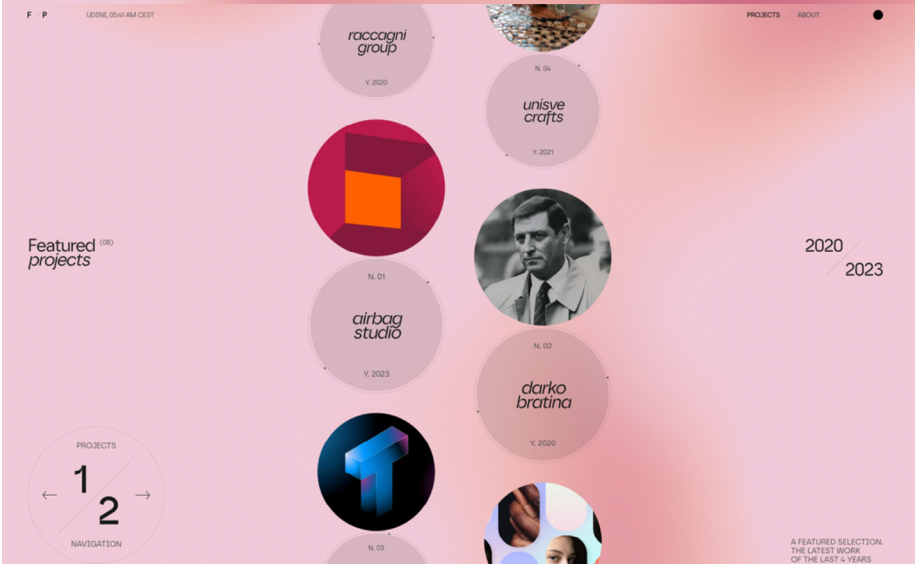 F / P
UDINE, 05:41 AM CEST
PROJECTS / ABOUT
raccagni
group
Y. 2020
N. 04
unisve
crafts
Y. 2021
Featured (08)
projects
2020
2023
N. 01
airbag
studio
Y. 2023
N. 02
darko
bratina
Y. 2020
PROJECTS
1
2
NAVIGATION
N. 03
A FEATURED SELECTION.
THE LATEST WORK
OF THE LAST 4 YEARS